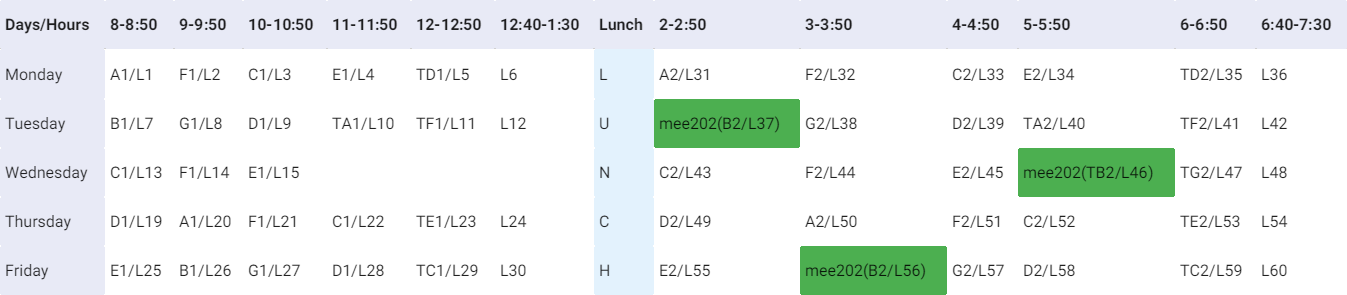 Days/Hours 8-8:50 9-9:50 10-10:50 11-11:50 12-12:50 12:40-1:30 Lunch 2-2:50 3-3:50 4-4:50 5-5:50 6-6:50 6:40-7:30
Monday A1/L1 F1/L2 C1/L3 E1/L4 TD1/L5 L6 L A2/L31 F2/L32 C2/L33 E2/L34 TD2/L35 L36
Tuesday B1/L7 G1/L8 D1/L9 TA1/L10 TF1/L11 L12 U mee202(B2/L37) G2/L38 D2/L39 TA2/L40 TF2/L41 L42
Wednesday C1/L13 F1/L14 E1/L15 N C2/L43 F2/L44 E2/L45 mee202(TB2/L46) TG2/L47 L48
Thursday D1/L19 A1/L20 F1/L21 C1/L22 TE1/L23 L24 C D2/L49 A2/L50 F2/L51 C2/L52 TE2/L53 L54
Friday E1/L25 B1/L26 G1/L27 D1/L28 TC1/L29 L30 H E2/L55 mee202(B2/L56) G2/L57 D2/L58 TC2/L59 L60